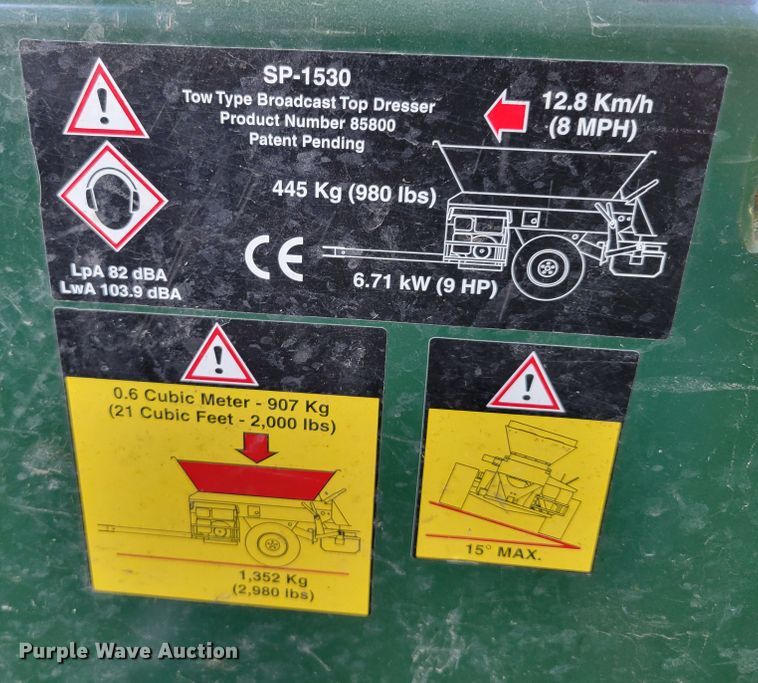 SP-1530
Tow Type Broadcast Top Dresser
Product Number 85800
Patent Pending
12.8 Km/h
(8 MPH)
445 Kg (980 lbs)
CE
6.71 kW (9 HP)
LpA 82 dBA
LwA 103.9 dBA
!
!
0.6 Cubic Meter - 907 Kg
(21 Cubic Feet - 2,000 lbs)
1,352 Kg
(2,980 lbs)
!
15° MAX.
Purple Wave Auction